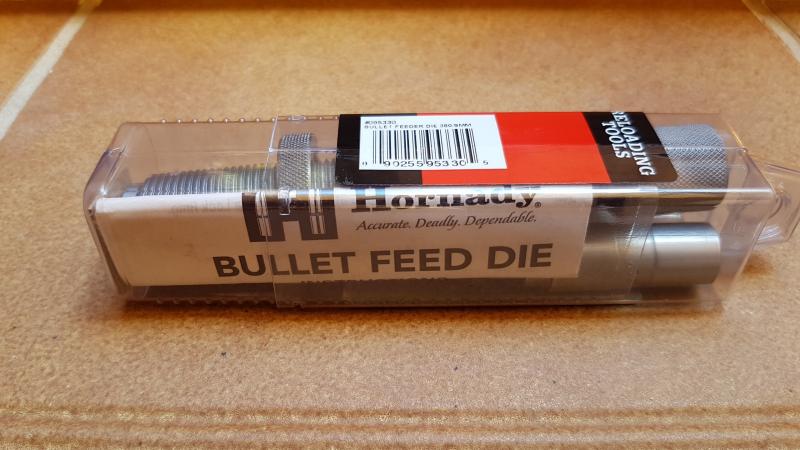 #095330
BULLET FEEDER DIE 380/9MM
0 90255 95330 5
RELOADING
TOOLS
Hornady®
Accurate. Deadly. Dependable.
BULLET FEED DIE
INSTRUCTIONS